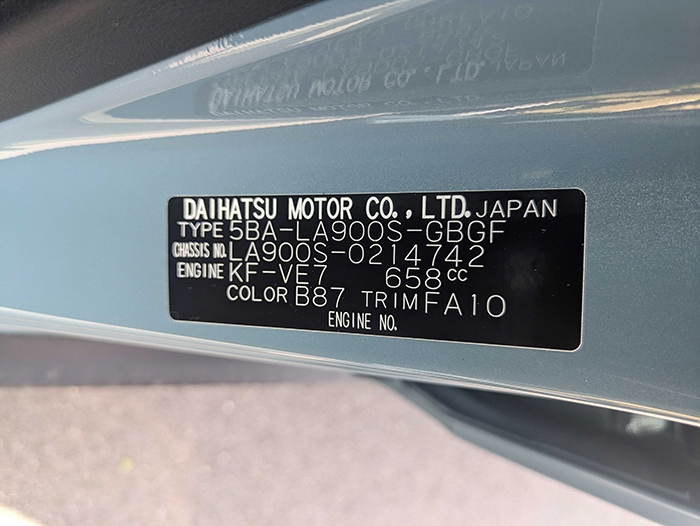 DAIHATSU MOTOR CO., LTD. JAPAN
TYPE 5BA-LA900S-GBGF
CHASSIS NO. LA900S-0214742
ENGINE KF-VE7 658cc
COLOR B87 TRIM FA10
ENGINE NO.